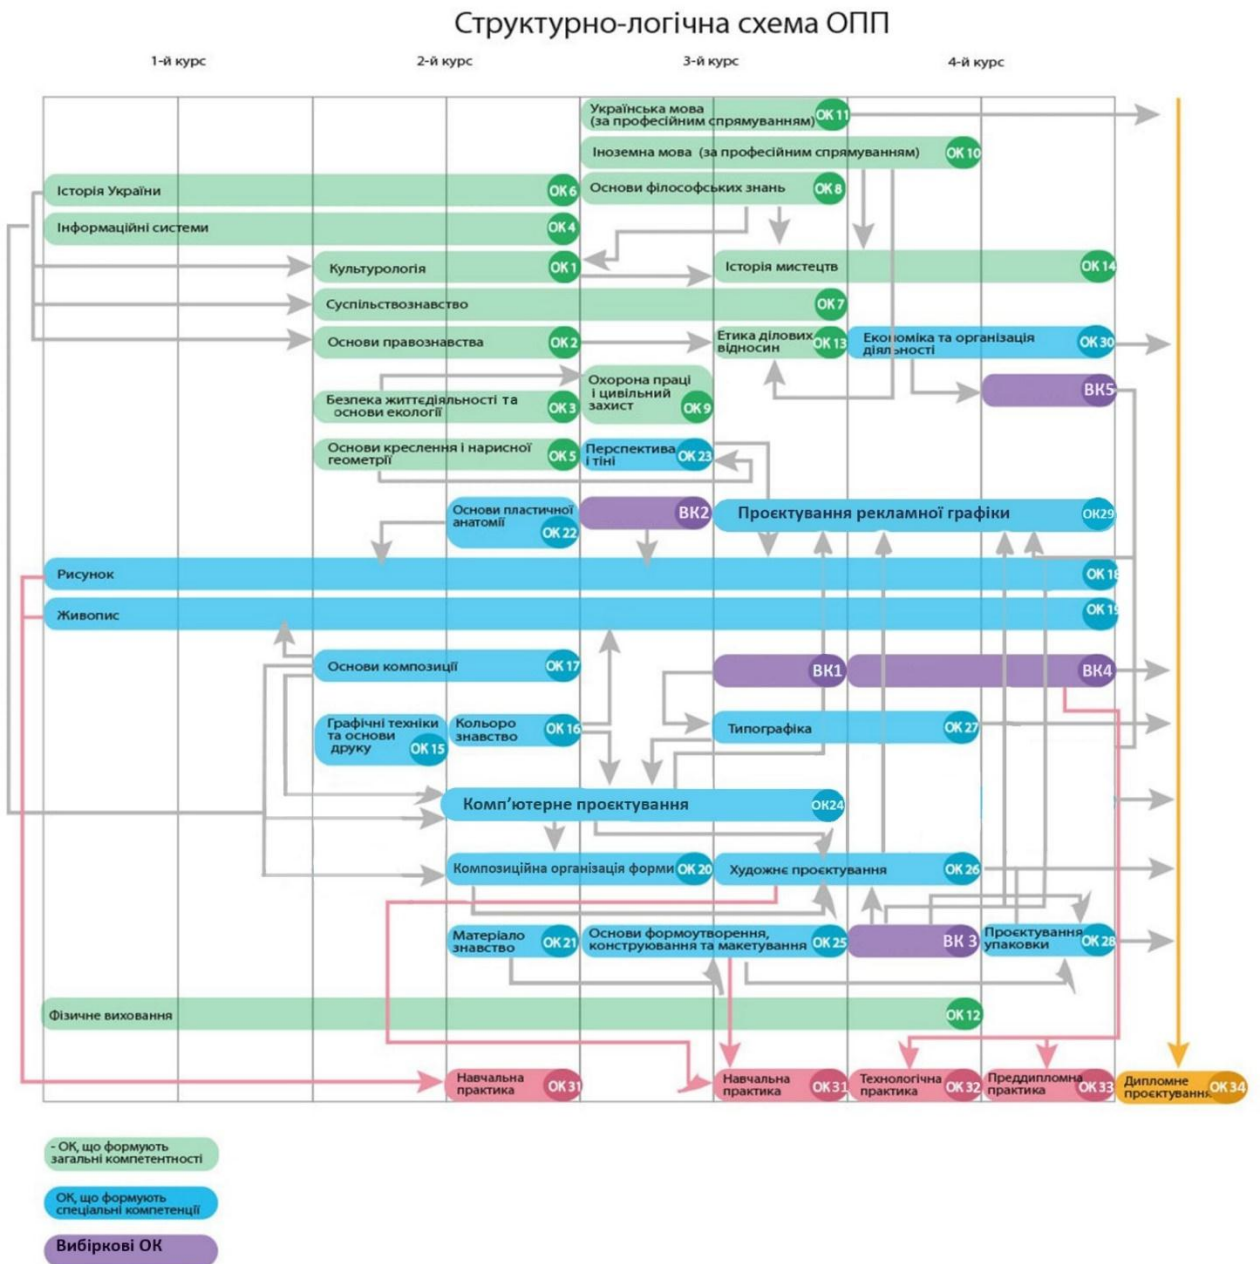 Структурно-логічна схема ОПП
1-й курс
2-й курс
3-й курс
4-й курс
Українська мова
(за професійним спрямуванням)
ОК 11
Іноземна мова (за професійним спрямуванням)
ОК 10
Історія України
ОК 6
Основи філософських знань
ОК 8
Інформаційні системи
ОК 4
Культурологія
ОК 1
Історія мистецтв
ОК 14
Суспільствознавство
ОК 7
Основи правознавства
ОК 2
Етика ділових
відносин
ОК 13
Економіка та організація
діяльності
ОК 30
Безпека життєдіяльності та
основи екології
ОК 3
Охорона праці
і цивільний
захист
ОК 9
ВК5
Основи креслення і нарисної
геометрії
ОК 5
Перспектива
і тіні
ОК 23
Основи пластичної
анатомії
ОК 22
ВК2
Проєктування рекламної графіки
ОК29
Рисунок
ОК 18
Живопис
ОК 19
Основи композиції
ОК 17
ВК1
ВК4
Графічні техніки
та основи
друку
ОК 15
Кольоро
знавство
ОК 16
Типографіка
ОК 27
Комп’ютерне проєктування
ОК24
Композиційна організація форми
ОК 20
Художнє проєктування
ОК 26
Матеріало
знавство
ОК 21
Основи формоутворення,
конструювання та макетування
ОК 25
ВК 3
Проєктування
упаковки
ОК 28
Фізичне виховання
ОК 12
Навчальна
практика
ОК 31
Навчальна
практика
ОК 31
Технологічна
практика
ОК 32
Преддипломна
практика
ОК 33
Дипломне
проєктування
ОК 34
- ОК, що формують
загальні компетентності
ОК, що формують
спеціальні компетенції
Вибіркові ОК